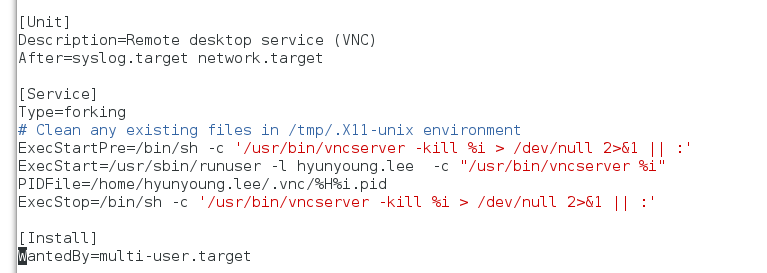 [Unit]
Description=Remote desktop service (VNC)
After=syslog.target network.target
[Service]
Type=forking
# Clean any existing files in /tmp/.X11-unix environment
ExecStartPre=/bin/sh -c '/usr/bin/vncserver -kill %i > /dev/null 2>&1 || :'
ExecStart=/usr/sbin/runuser -l hyunyoung.lee  -c "/usr/bin/vncserver %i"
PIDFile=/home/hyunyoung.lee/.vnc/%H%i.pid
ExecStop=/bin/sh -c '/usr/bin/vncserver -kill %i > /dev/null 2>&1 || :'
[Install]
WantedBy=multi-user.target